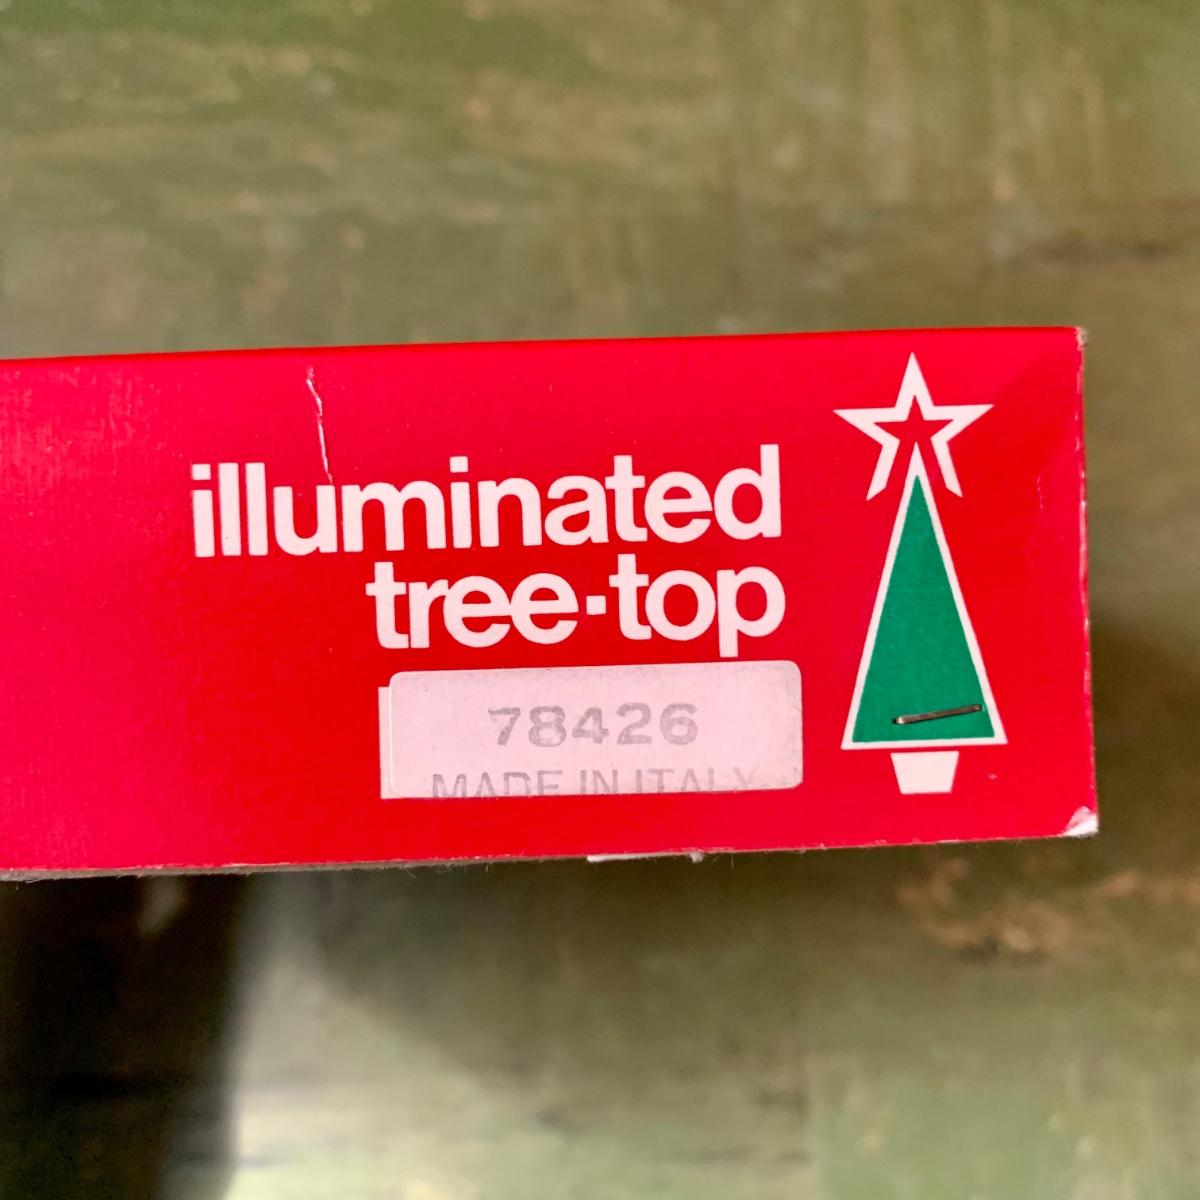 illuminated
tree·top
78426
MADE IN ITALY